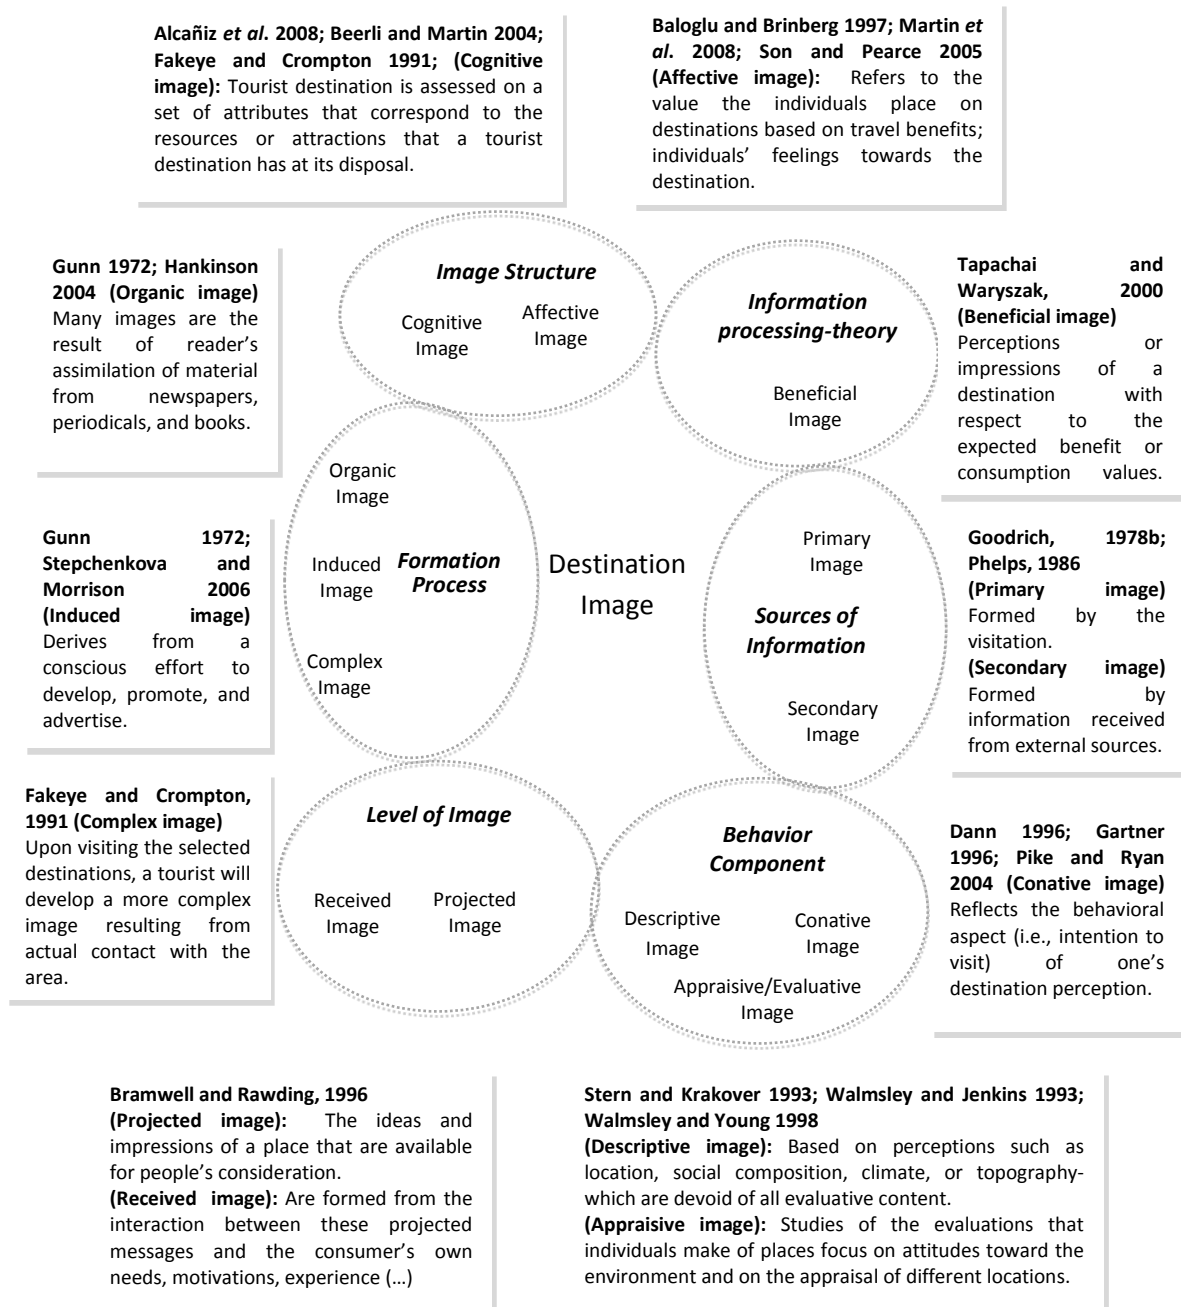 Alcañiz et al. 2008; Beerli and Martin 2004;
Fakeye and Crompton 1991; (Cognitive
image): Tourist destination is assessed on a
set of attributes that correspond to the
resources or attractions that a tourist
destination has at its disposal.
Baloglu and Brinberg 1997; Martin et
al. 2008; Son and Pearce 2005
(Affective image): Refers to the
value the individuals place on
destinations based on travel benefits;
individuals' feelings towards the
destination.
Gunn 1972; Hankinson
2004 (Organic image)
Many images are the
result of reader's
assimilation of material
from newspapers,
periodicals, and books.
Image Structure
Cognitive
Image
Affective
Image
Information
processing-theory
Beneficial
Image
Tapachai and
Waryszak, 2000
(Beneficial image)
Perceptions or
impressions of a
destination with
respect to the
expected benefit or
consumption values.
Gunn 1972;
Stepchenkova and
Morrison 2006
(Induced image)
Derives from a
conscious effort to
develop, promote, and
advertise.
Organic
Image
Induced
Image
Formation
Process
Complex
Image
Destination
Image
Primary
Image
Sources of
Information
Secondary
Image
Goodrich, 1978b;
Phelps, 1986
(Primary image)
Formed by the
visitation.
(Secondary image)
Formed by
information received
from external sources.
Fakeye and Crompton,
1991 (Complex image)
Upon visiting the selected
destinations, a tourist will
develop a more complex
image resulting from
actual contact with the
area.
Level of Image
Received
Image
Projected
Image
Behavior
Component
Descriptive
Image
Conative
Image
Appraisive/Evaluative
Image
Dann 1996; Gartner
1996; Pike and Ryan
2004 (Conative image)
Reflects the behavioral
aspect (i.e., intention to
visit) of one's
destination perception.
Bramwell and Rawding, 1996
(Projected image): The ideas and
impressions of a place that are available
for people's consideration.
(Received image): Are formed from the
interaction between these projected
messages and the consumer's own
needs, motivations, experience (…)
Stern and Krakover 1993; Walmsley and Jenkins 1993;
Walmsley and Young 1998
(Descriptive image): Based on perceptions such as
location, social composition, climate, or topography-
which are devoid of all evaluative content.
(Appraisive image): Studies of the evaluations that
individuals make of places focus on attitudes toward the
environment and on the appraisal of different locations.